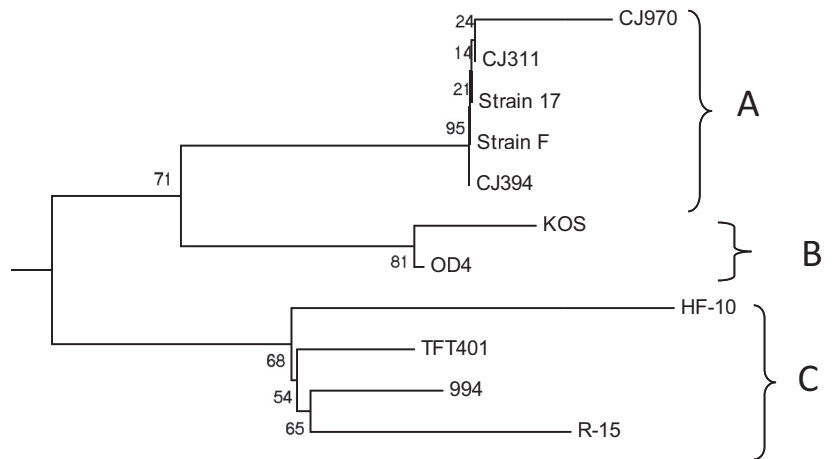 24
CJ970
14
CJ311
A
21
Strain 17
95
Strain F
71
CJ394
KOS
B
81
OD4
HF-10
TFT401
68
C
994
54
65
R-15